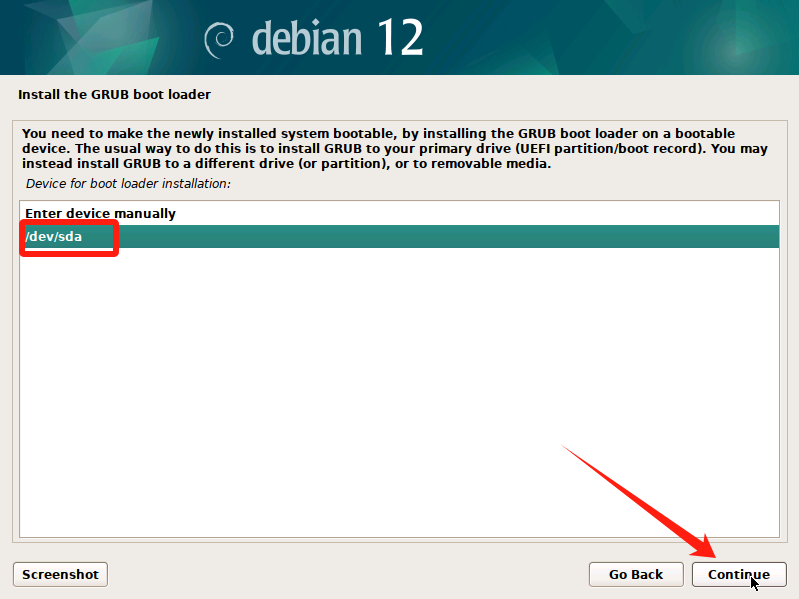 debian 12
Install the GRUB boot loader
You need to make the newly installed system bootable, by installing the GRUB boot loader on a bootable
device. The usual way to do this is to install GRUB to your primary drive (UEFI partition/boot record). You may
instead install GRUB to a different drive (or partition), or to removable media.
Device for boot loader installation:
Enter device manually
/dev/sda
Screenshot
Go Back
Continue